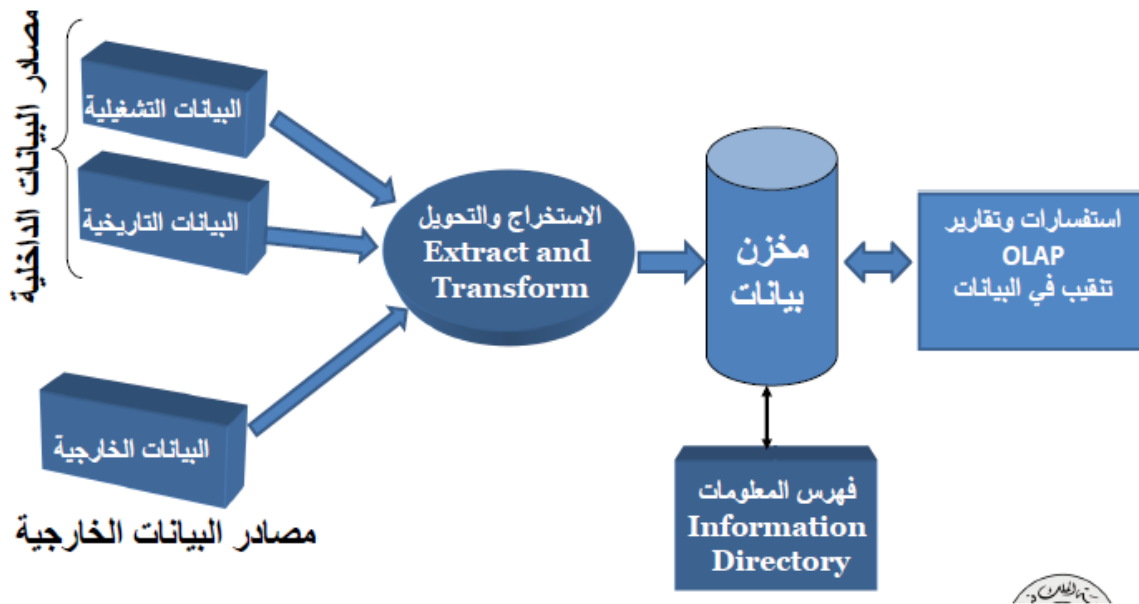 مصادر البيانات الداخلية
البيانات التشغيلية
البيانات التاريخية
البيانات الخارجية
مصادر البيانات الخارجية
الاستخراج والتحويل
Extract and
Transform
مخزن
بيانات
استفسارات وتقارير
OLAP
تنقيب في البيانات
فهرس المعلومات
Information
Directory